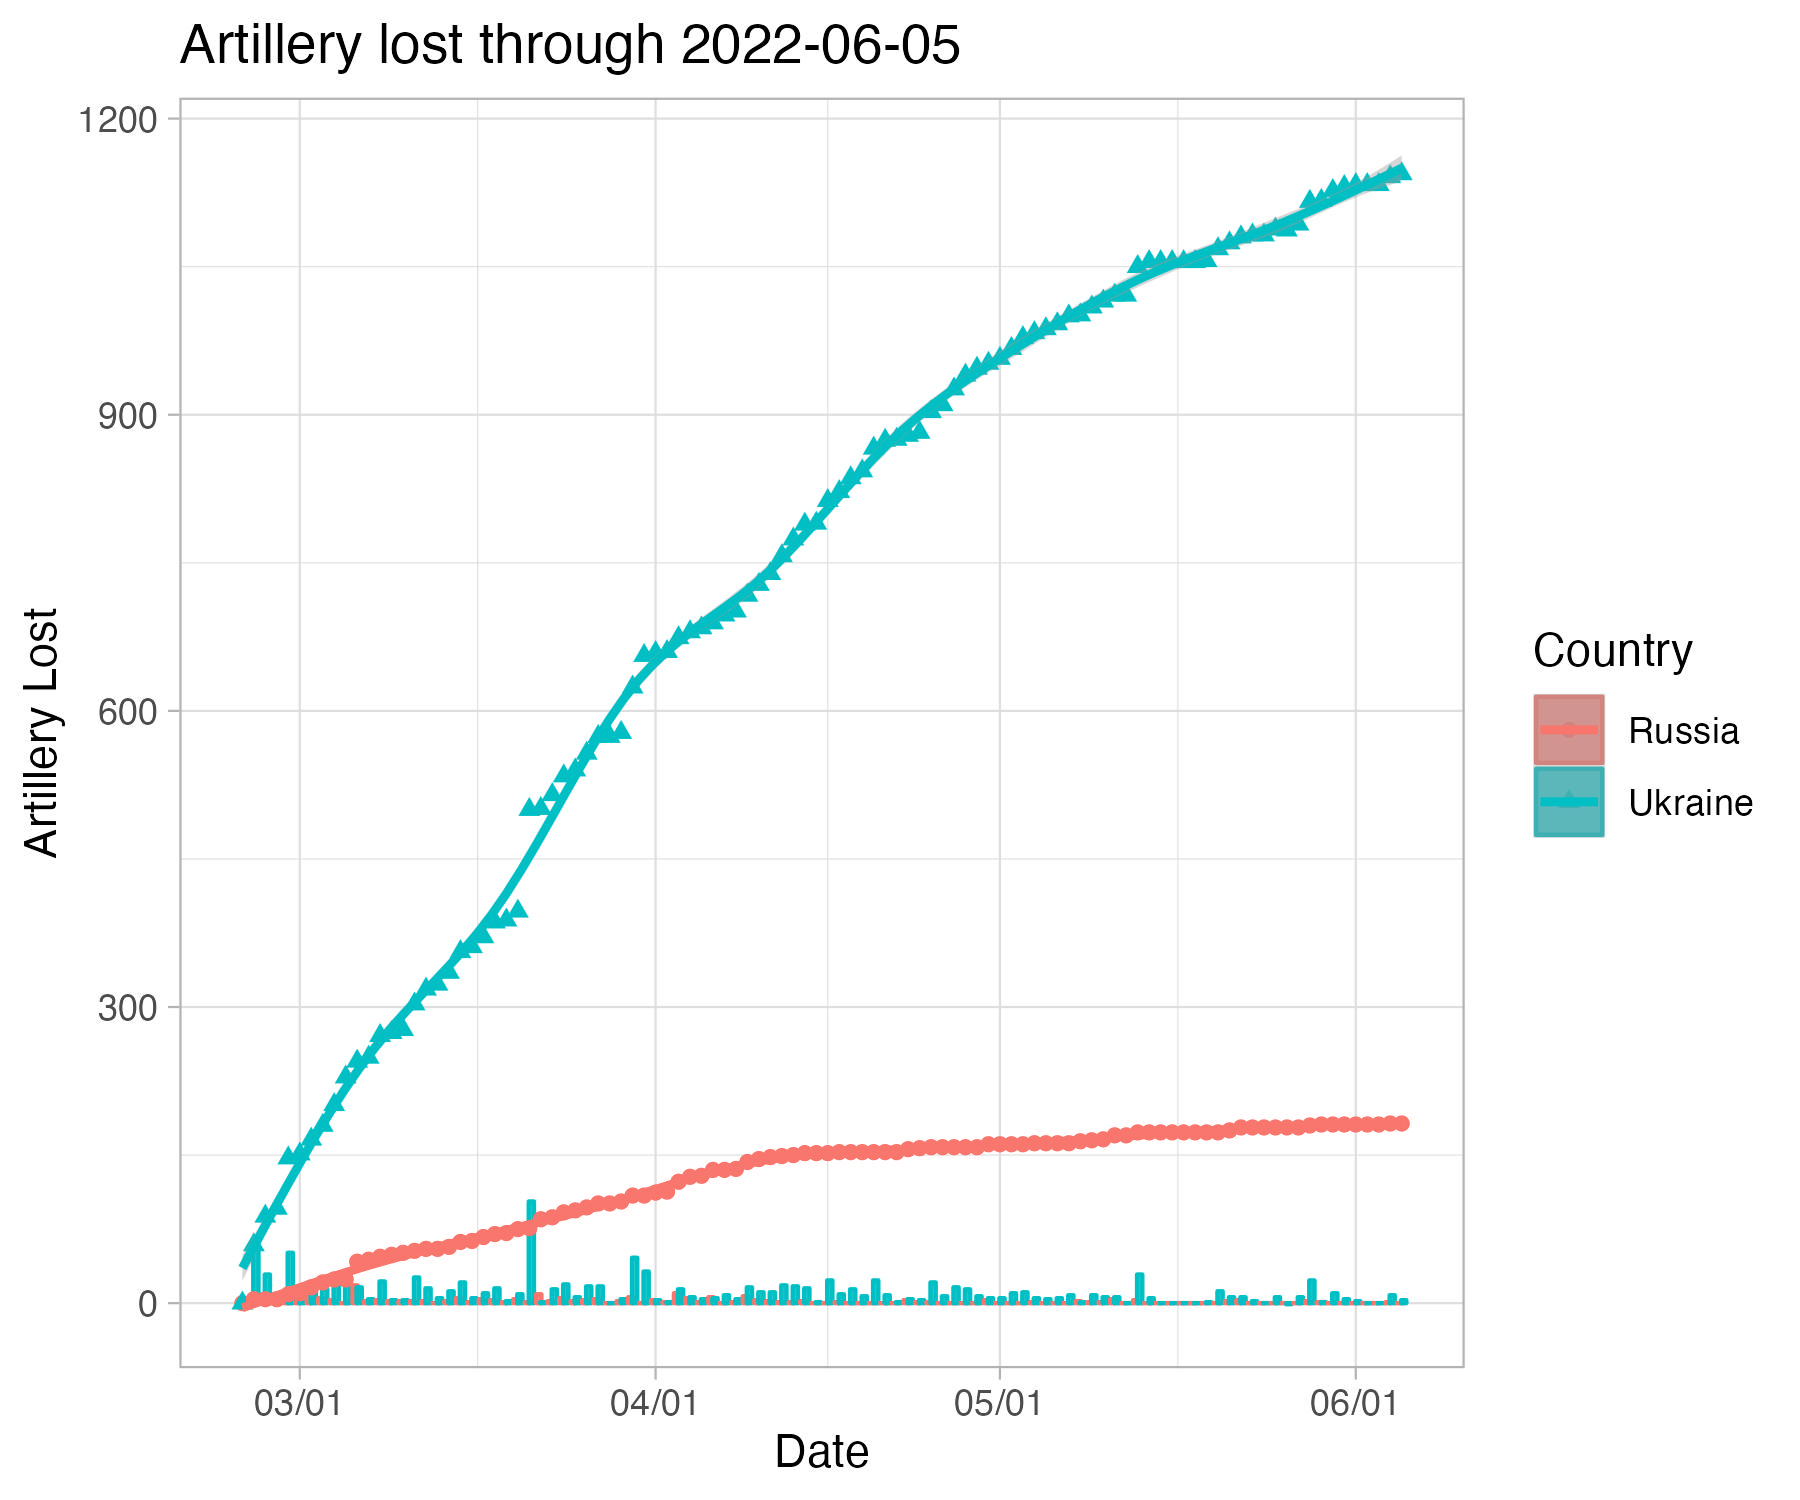 Artillery lost through 2022-06-05
Artillery Lost
1200
900
600
300
0
03/01 04/01 05/01 06/01
Date
Country
Russia
Ukraine